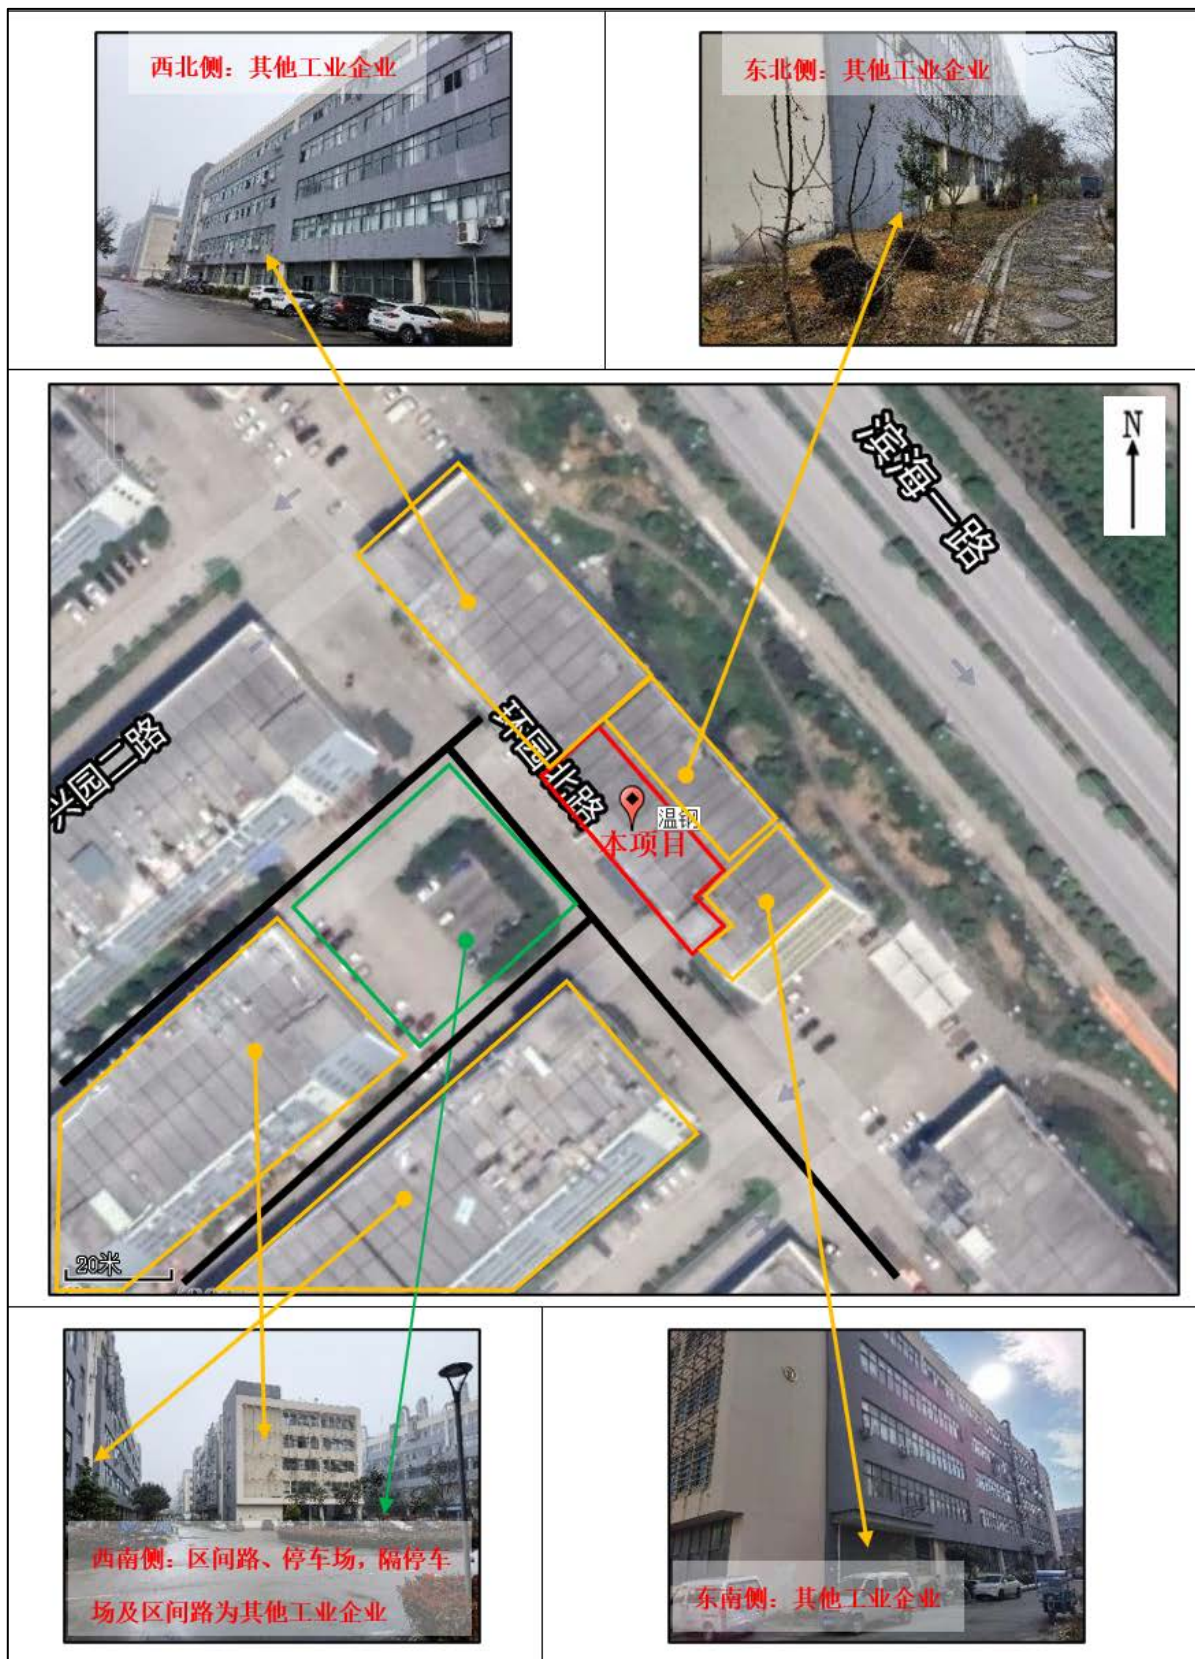 西北侧：其他工业企业
东北侧：其他工业企业
N
滨海一路
环园北路
兴园二路
温钢
本项目
20米
西南侧：区间路、停车场，隔停车
场及区间路为其他工业企业
东南侧：其他工业企业